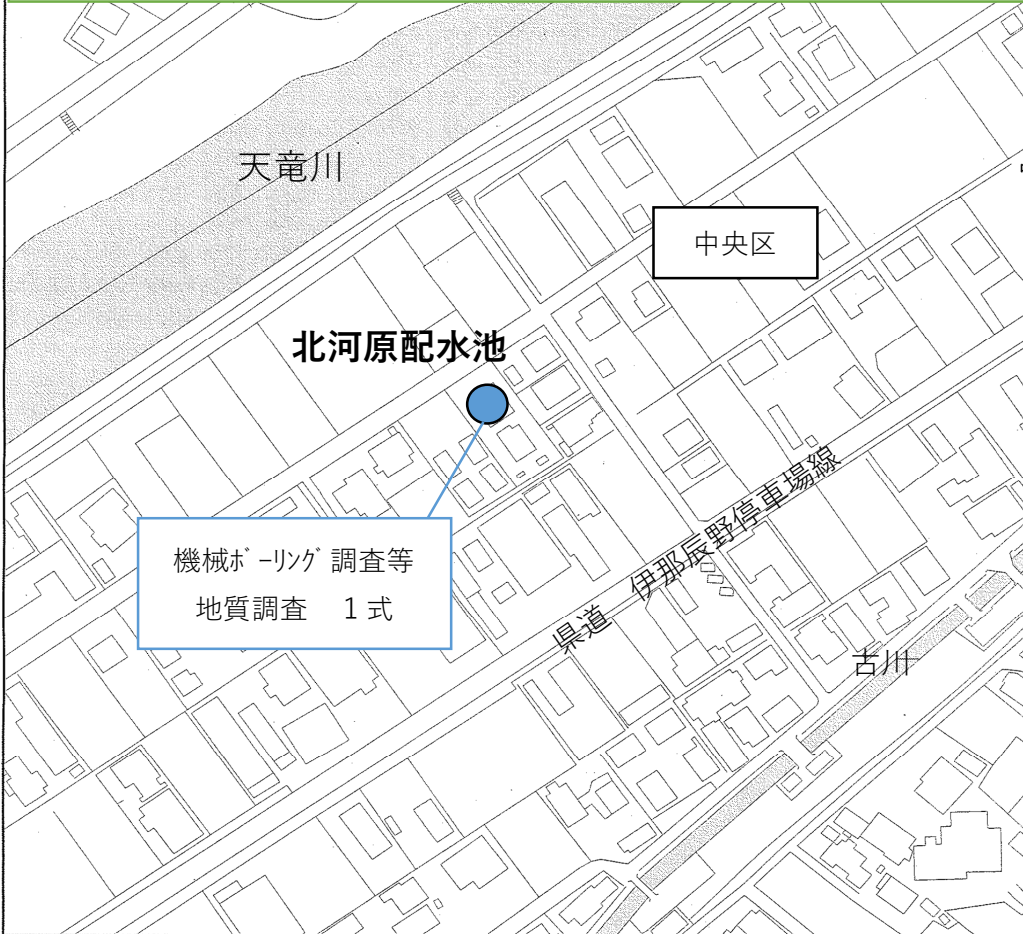 天竜川
中央区
北河原配水池
機械ﾎﾞｰﾘﾝｸﾞ調査等
地質調査　1式
県道　伊那辰野停車場線
古川